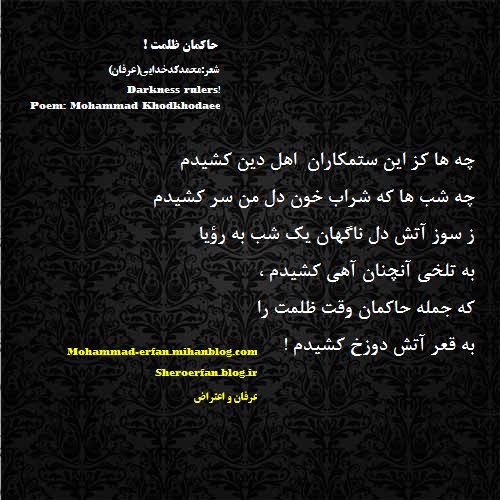 حاکمان ظلمت !
شعر:محمدکدخدایی(عرفان)
Darkness rulers!
Poem: Mohammad Khodkhodaee
چه ها کز این ستمکاران اهل دین کشیدم
چه شب ها که شراب خون دل من سر کشیدم
ز سوز آتش دل ناگهان یک شب به رؤیا
به تلخی آنچنان آهی کشیدم ،
که جمله حاکمان وقت ظلمت را
به قعر آتش دوزخ کشیدم !
Mohammad-erfan.mihanblog.com
Sheroerfan.blog.ir
عرفان و اعتراض